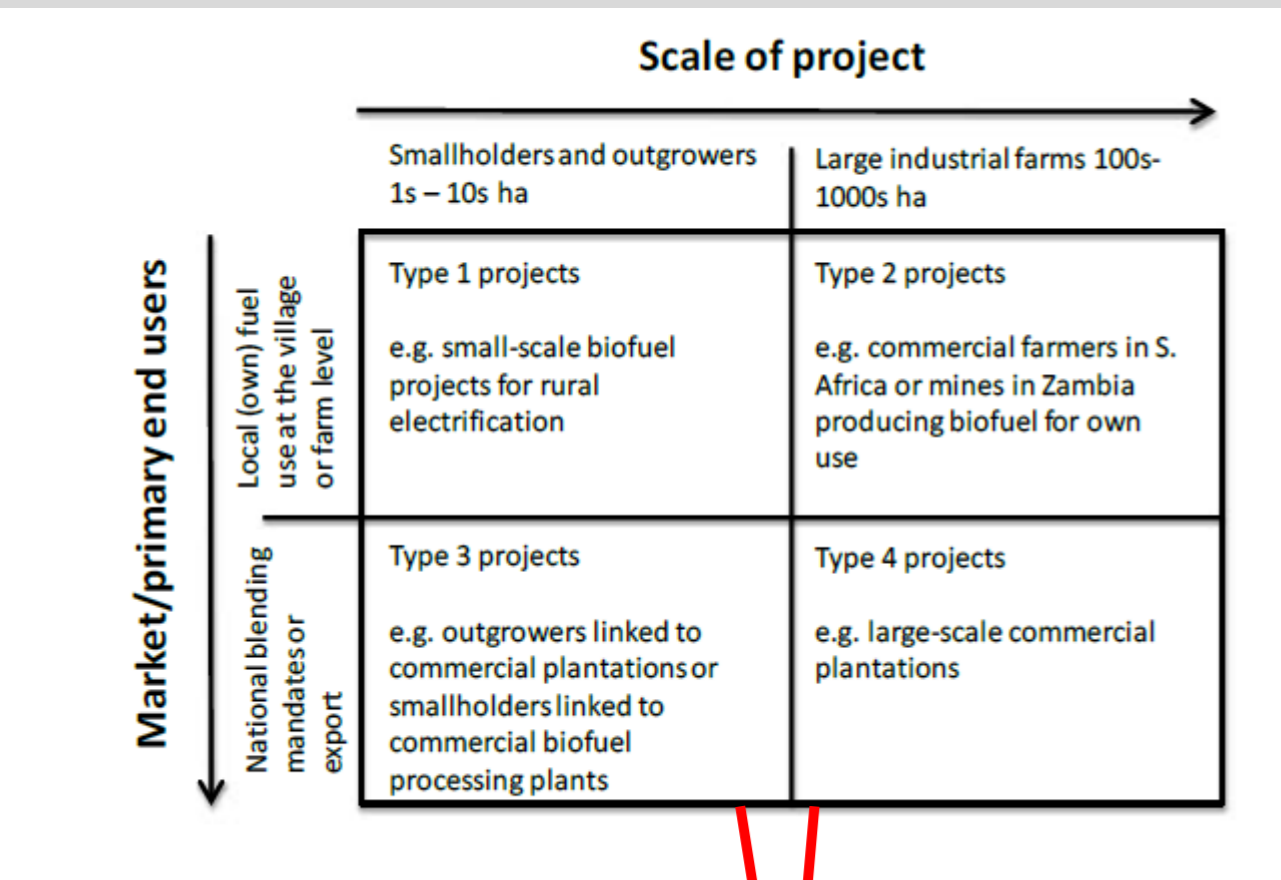 Scale of project
Smallholders and outgrowers
1s – 10s ha
Large industrial farms 100s-
1000s ha
Market/primary end users
Local (own) fuel
use at the village
or farm level
Type 1 projects
e.g. small-scale biofuel
projects for rural
electrification
Type 2 projects
e.g. commercial farmers in S.
Africa or mines in Zambia
producing biofuel for own
use
National blending
mandates or
export
Type 3 projects
e.g. outgrowers linked to
commercial plantations or
smallholders linked to
commercial biofuel
processing plants
Type 4 projects
e.g. large-scale commercial
plantations